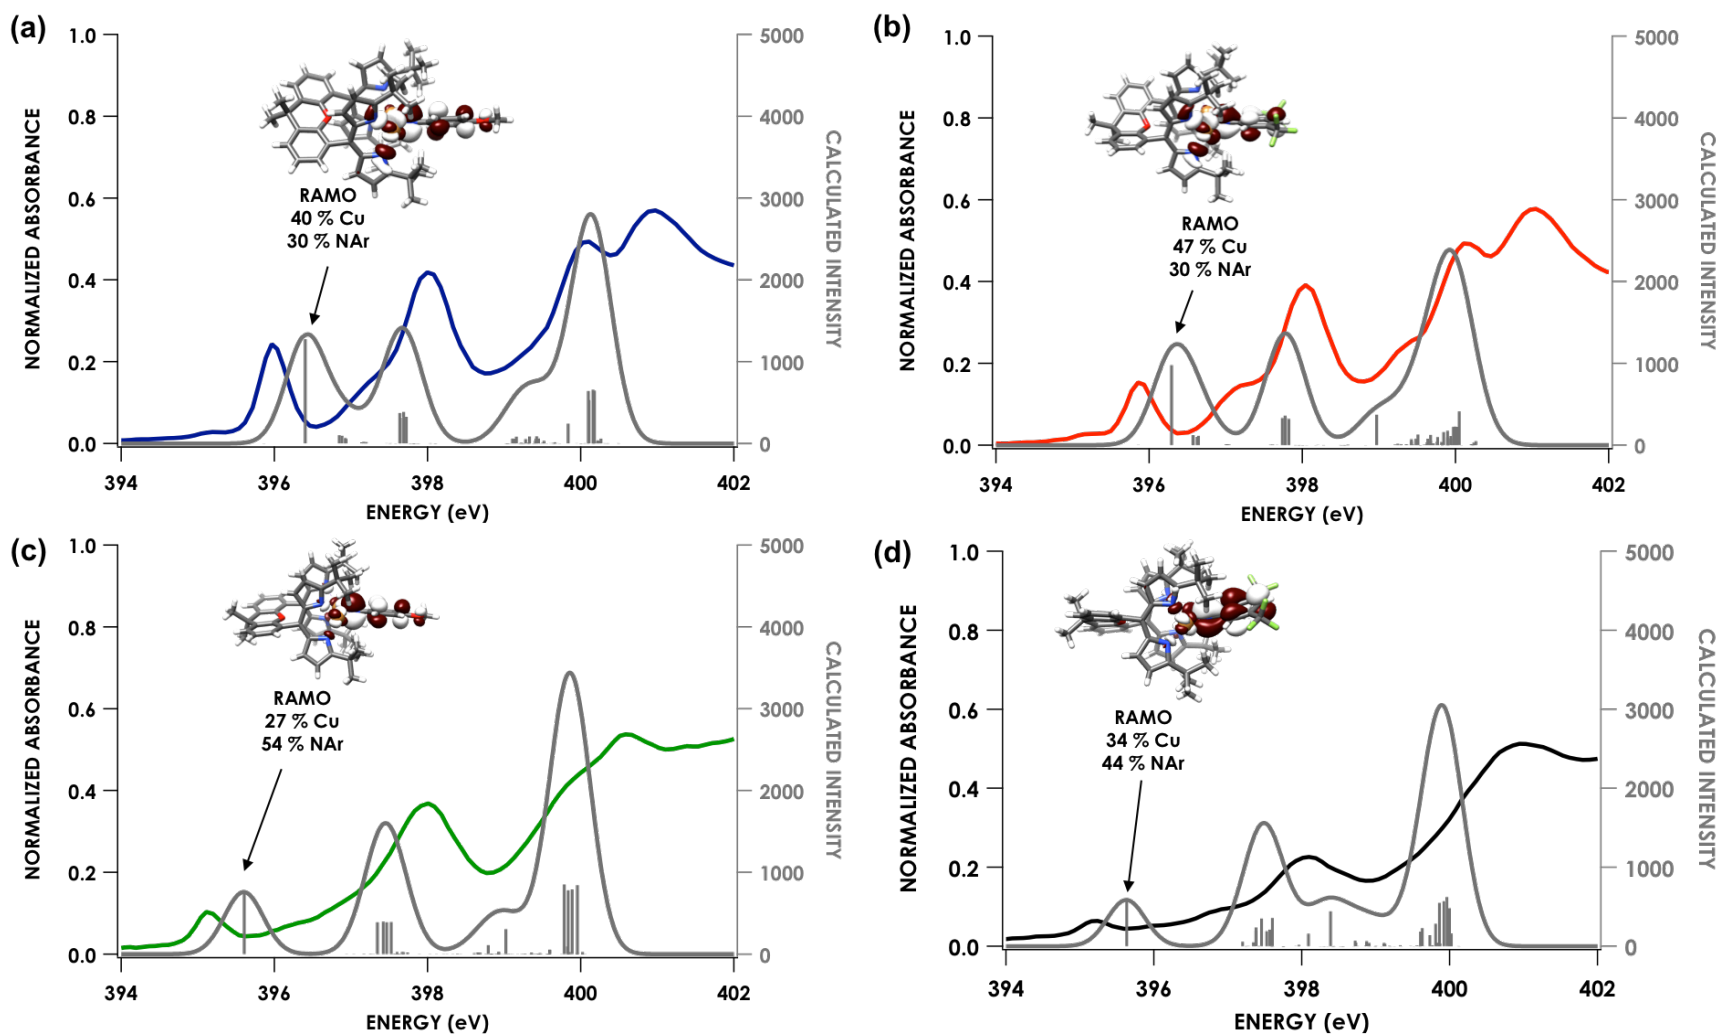 (a)
1.0
0.8
0.6
0.4
0.2
0.0
NORMALIZED ABSORBANCE
RAMO
40 % Cu
30 % NAr
5000
4000
3000
2000
1000
0
CALCULATED INTENSITY
394 396 398 400 402
ENERGY (eV)
(b)
1.0
0.8
0.6
0.4
0.2
0.0
NORMALIZED ABSORBANCE
RAMO
47 % Cu
30 % NAr
5000
4000
3000
2000
1000
0
CALCULATED INTENSITY
394 396 398 400 402
ENERGY (eV)
(c)
1.0
0.8
0.6
0.4
0.2
0.0
NORMALIZED ABSORBANCE
RAMO
27 % Cu
54 % NAr
5000
4000
3000
2000
1000
0
CALCULATED INTENSITY
394 396 398 400 402
ENERGY (eV)
(d)
1.0
0.8
0.6
0.4
0.2
0.0
NORMALIZED ABSORBANCE
RAMO
34 % Cu
44 % NAr
5000
4000
3000
2000
1000
0
CALCULATED INTENSITY
394 396 398 400 402
ENERGY (eV)